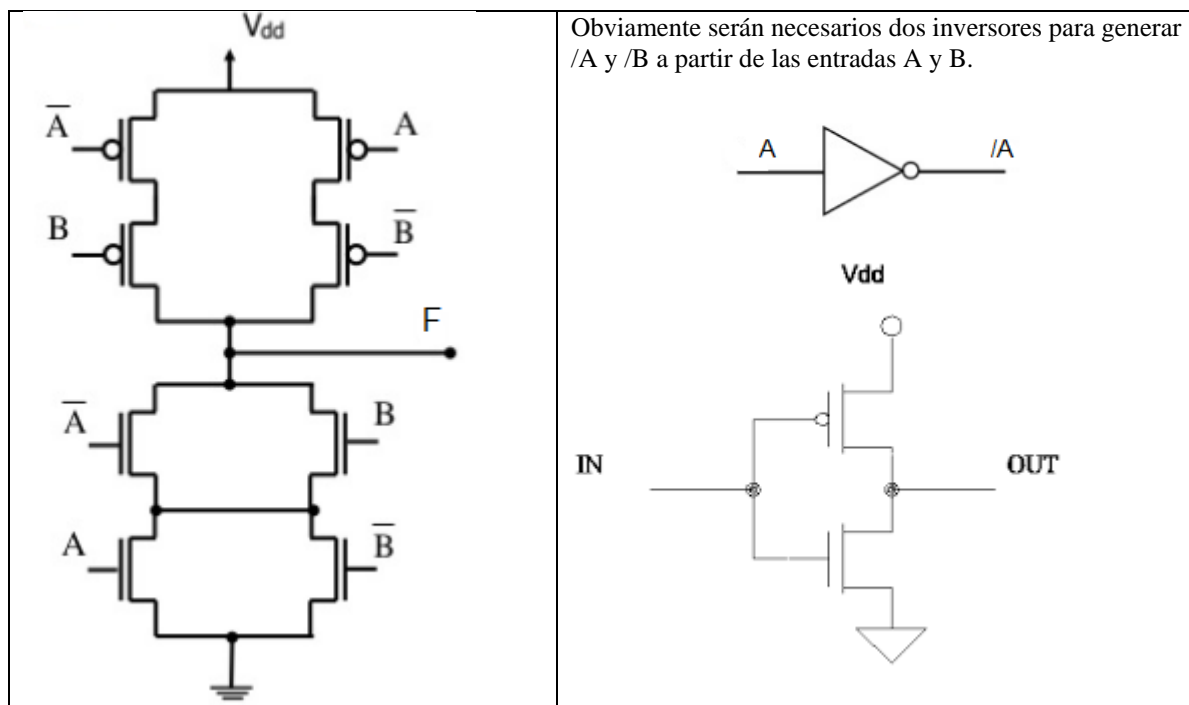 Vdd
A̅
A
B
B̅
F
A̅
B
A
B̅
Obviamente serán necesarios dos inversores para generar
/A y /B a partir de las entradas A y B.
A
/A
Vdd
IN
OUT